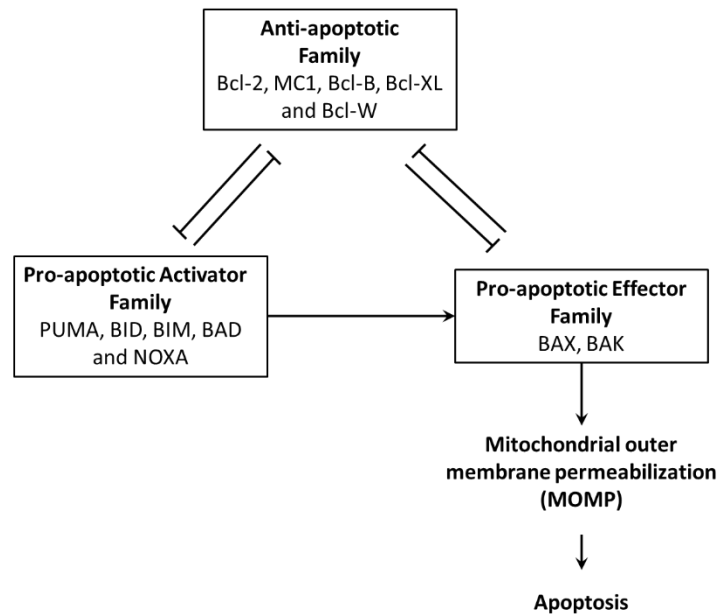 Anti-apoptotic
Family
Bcl-2, MC1, Bcl-B, Bcl-XL
and Bcl-W
Pro-apoptotic Activator
Family
PUMA, BID, BIM, BAD
and NOXA
Pro-apoptotic Effector
Family
BAX, BAK
Mitochondrial outer
membrane permeabilization
(MOMP)
Apoptosis